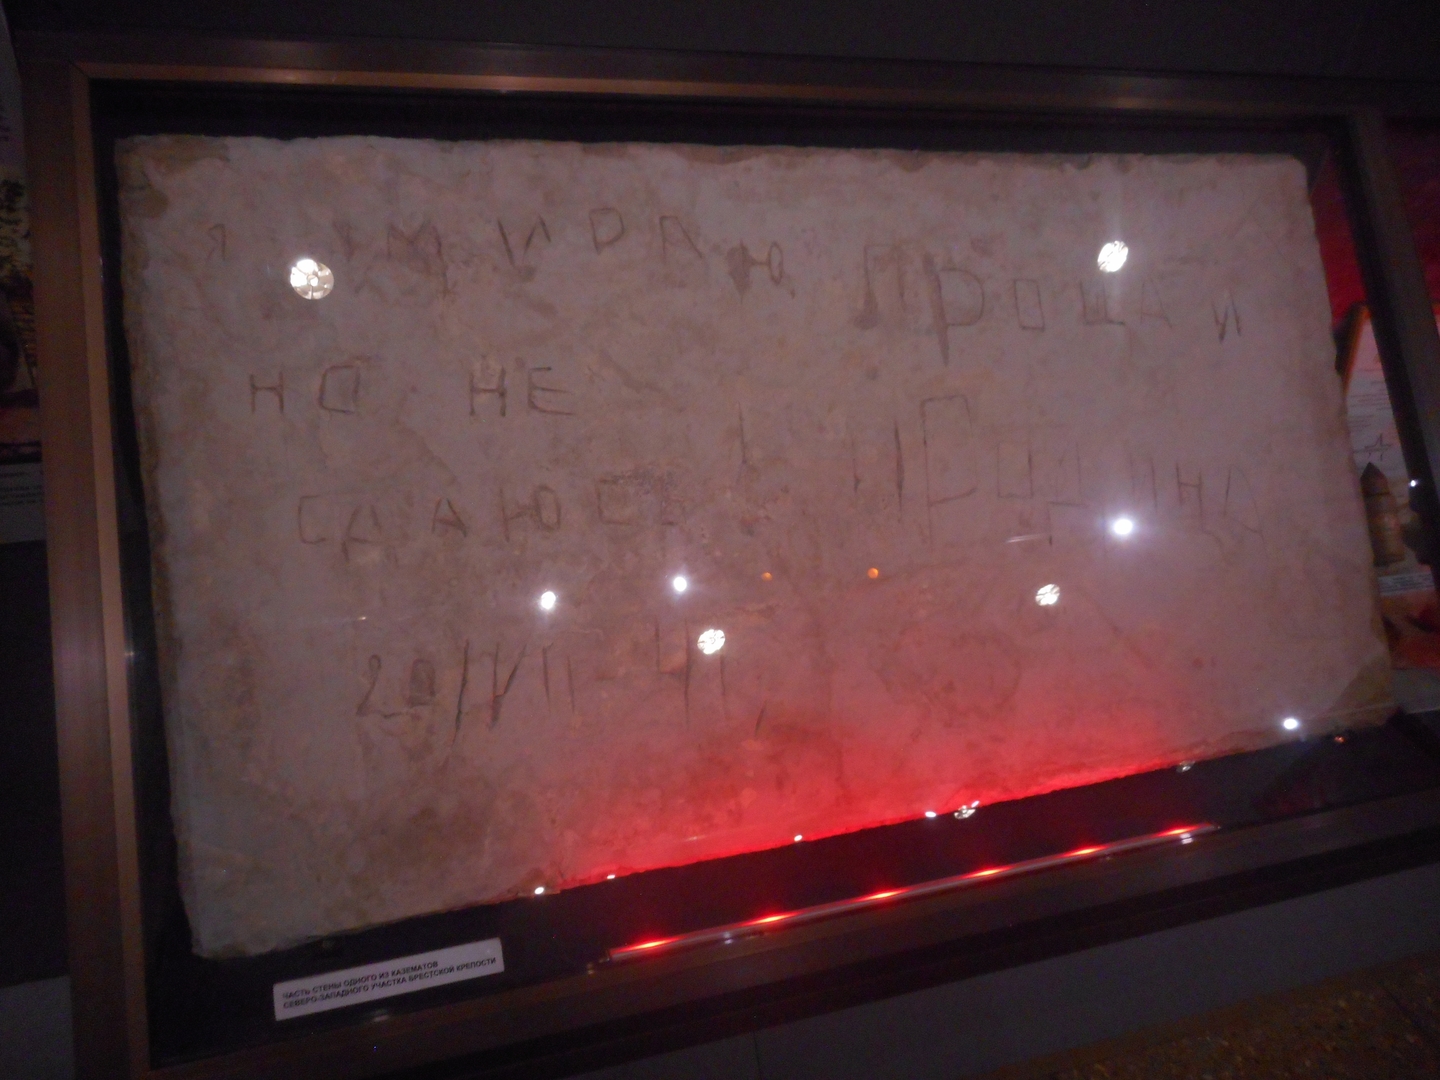 Я УМИРАЮ ПРОЩАЙ
НО НЕ
СДАЮСЬ! РОДИНА
20/VII-41
ЧАСТЬ СТЕНЫ ОДНОГО ИЗ КАЗЕМАТОВ
СЕВЕРО-ЗАПАДНОГО УЧАСТКА БРЕСТСКОЙ КРЕПОСТИ